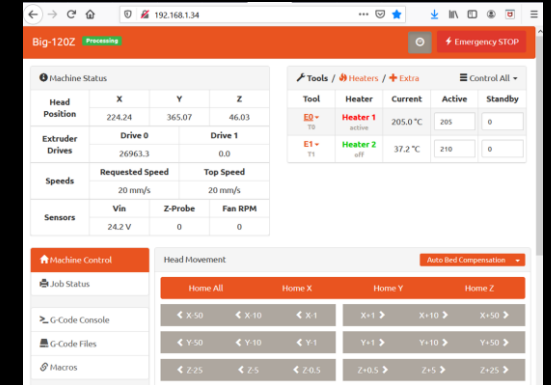 192.168.1.34
Big-120Z Processing
Emergency STOP
Machine Status
Head Position X Y Z
224.24 365.07 46.03
Extruder Drives Drive 0 Drive 1
26963.3 0.0
Speeds Requested Speed Top Speed
20 mm/s 20 mm/s
Sensors Vin Z-Probe Fan RPM
24.2 V 0 0
Tools / Heaters / + Extra Control All
Tool Heater Current Active Standby
E0 Heater 1 205.0 °C 205 0
T0 active
E1 Heater 2 37.2 °C 210 0
T1 off
Machine Control
Job Status
G-Code Console
G-Code Files
Macros
Head Movement Auto Bed Compensation
Home All Home X Home Y Home Z
X-50 X-10 X-1 X+1 X+10 X+50
Y-50 Y-10 Y-1 Y+1 Y+10 Y+50
Z-25 Z-5 Z-0.5 Z+0.5 Z+5 Z+25